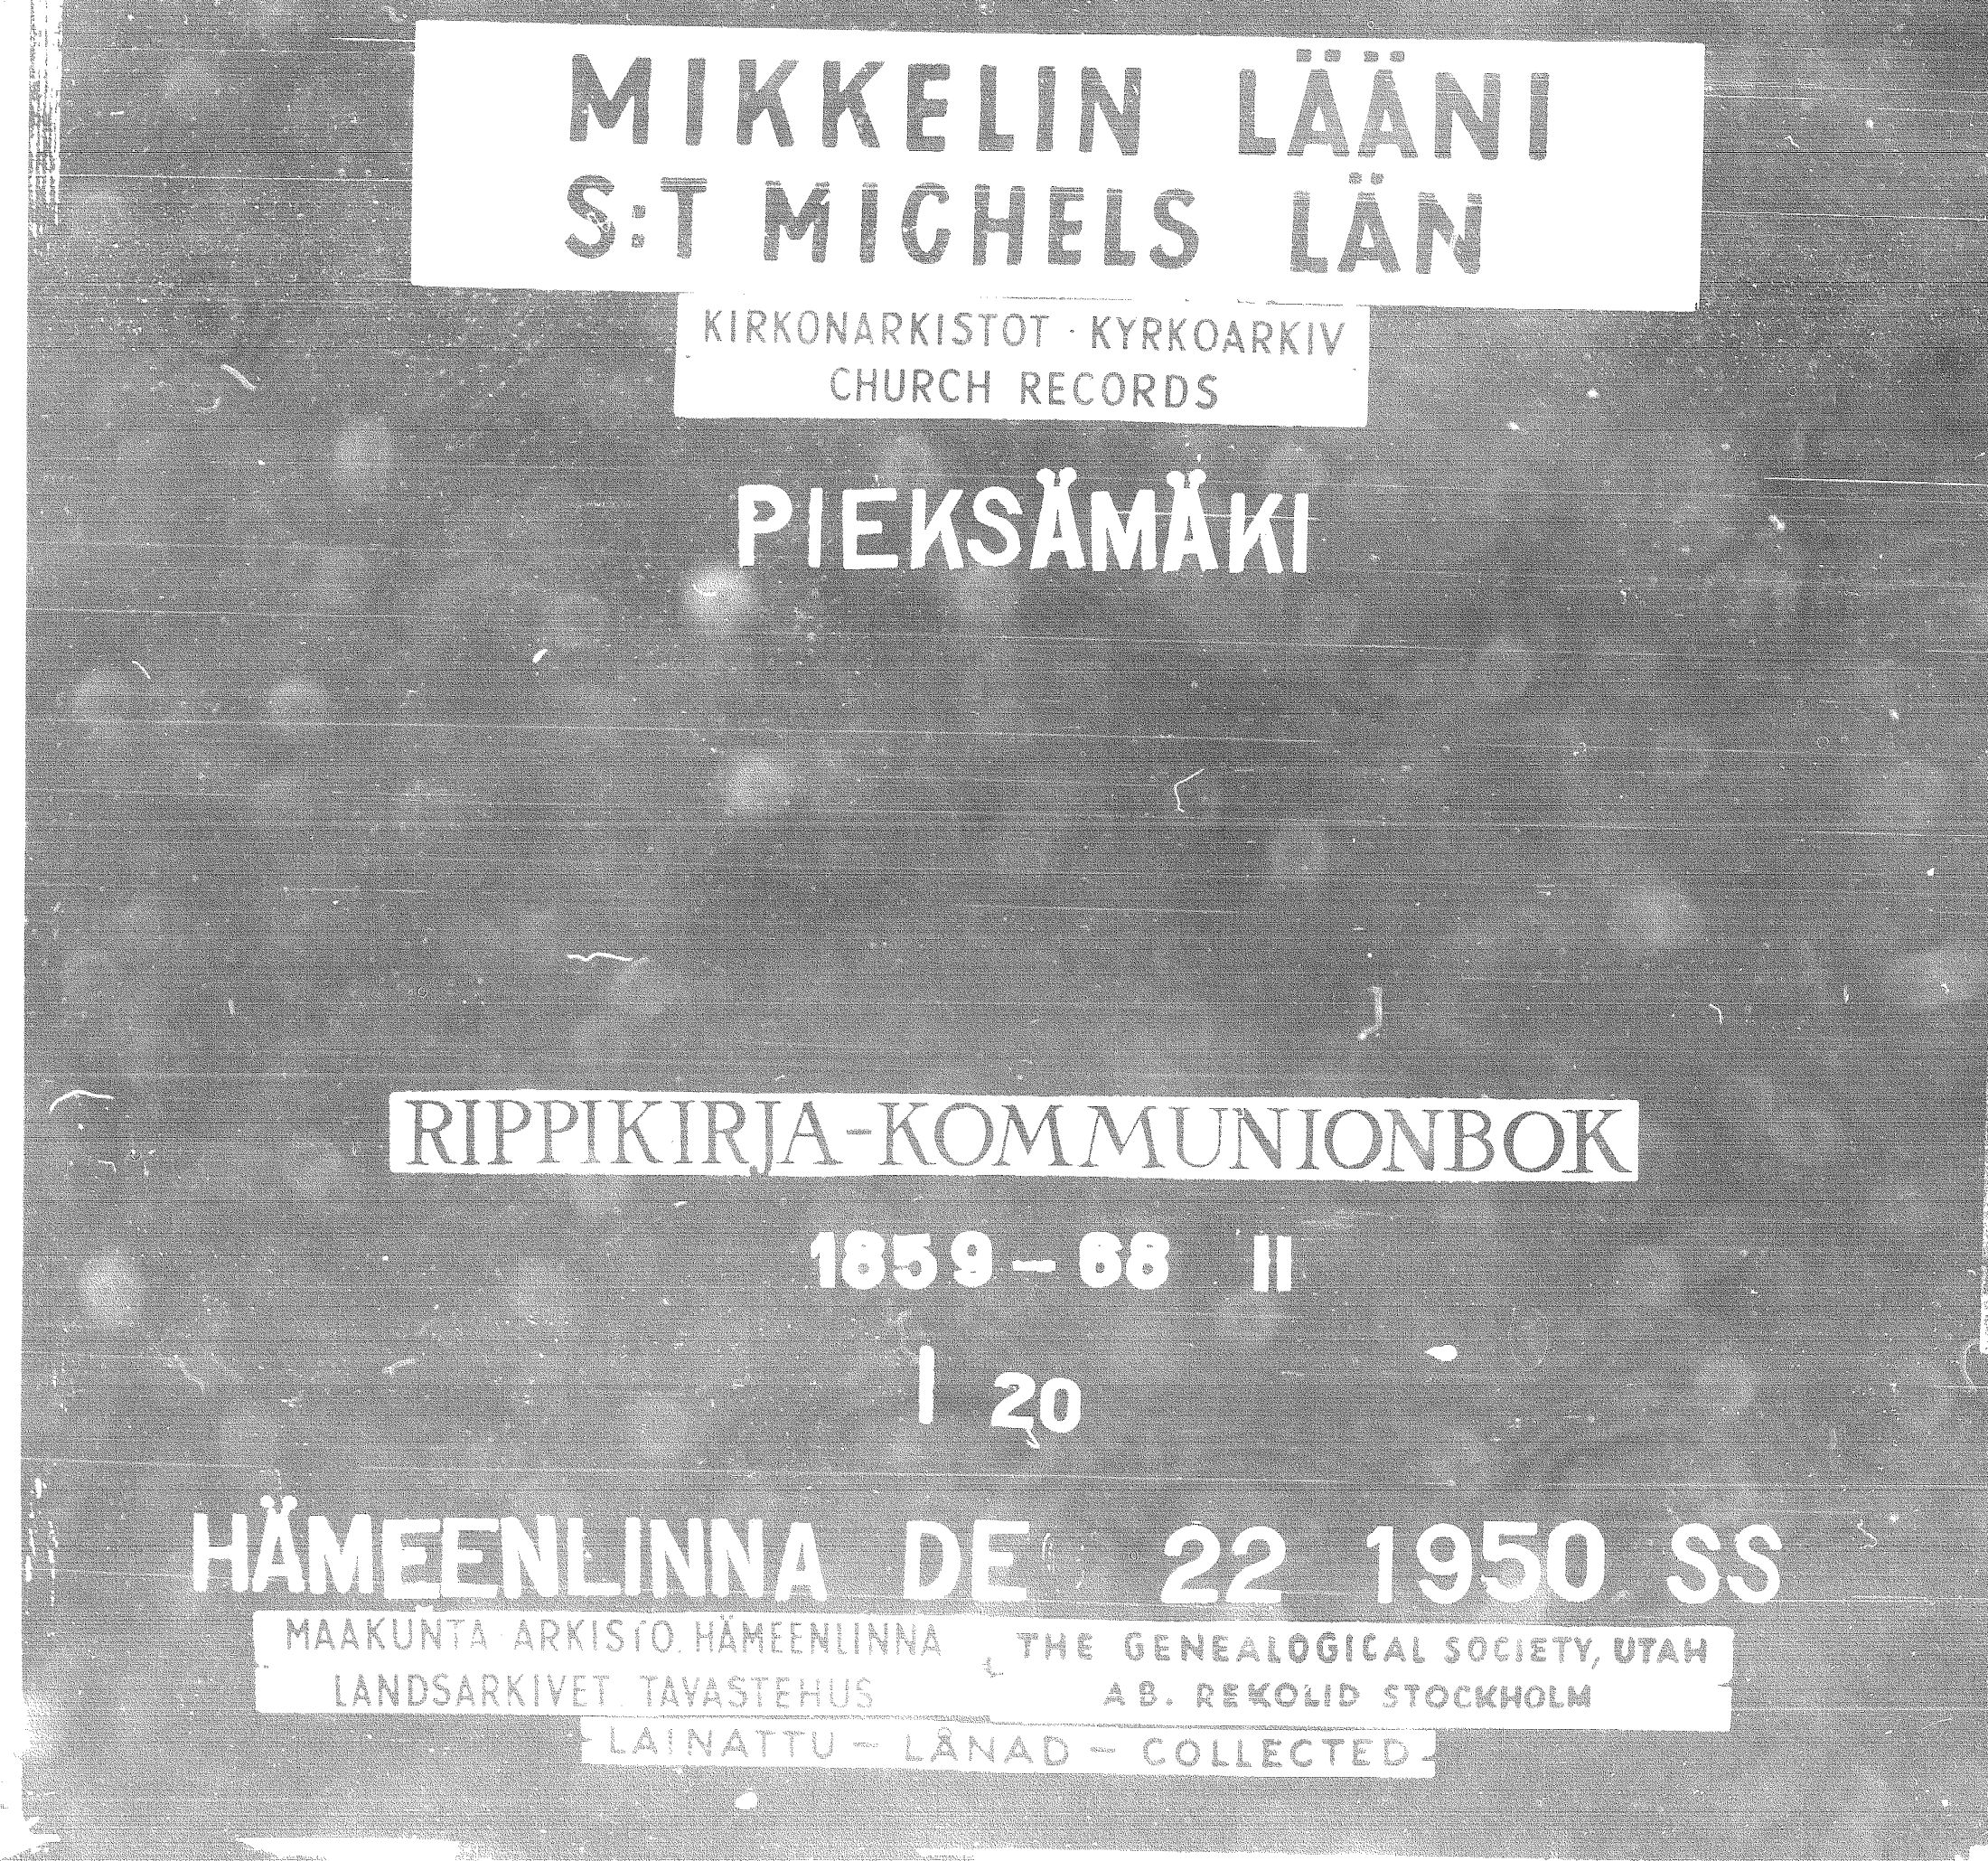 MIKKELIN LÄÄNI
S:T MICHELS LÄN
KIRKONARKISTOT · KYRKOARKIV
CHURCH RECORDS
PIEKSÄMÄKI
RIPPIKIRJA-KOMMUNIONBOK
1859-68 II
I 20
HÄMEENLINNA DE 22 1950 SS
MAAKUNTA ARKISTO. HÄMEENLINNA
LANDSARKIVET. TAVASTEHUS
THE GENEALOGICAL SOCIETY, UTAH
AB. REKOLID STOCKHOLM
LAINATTU - LÅNAD - COLLECTED